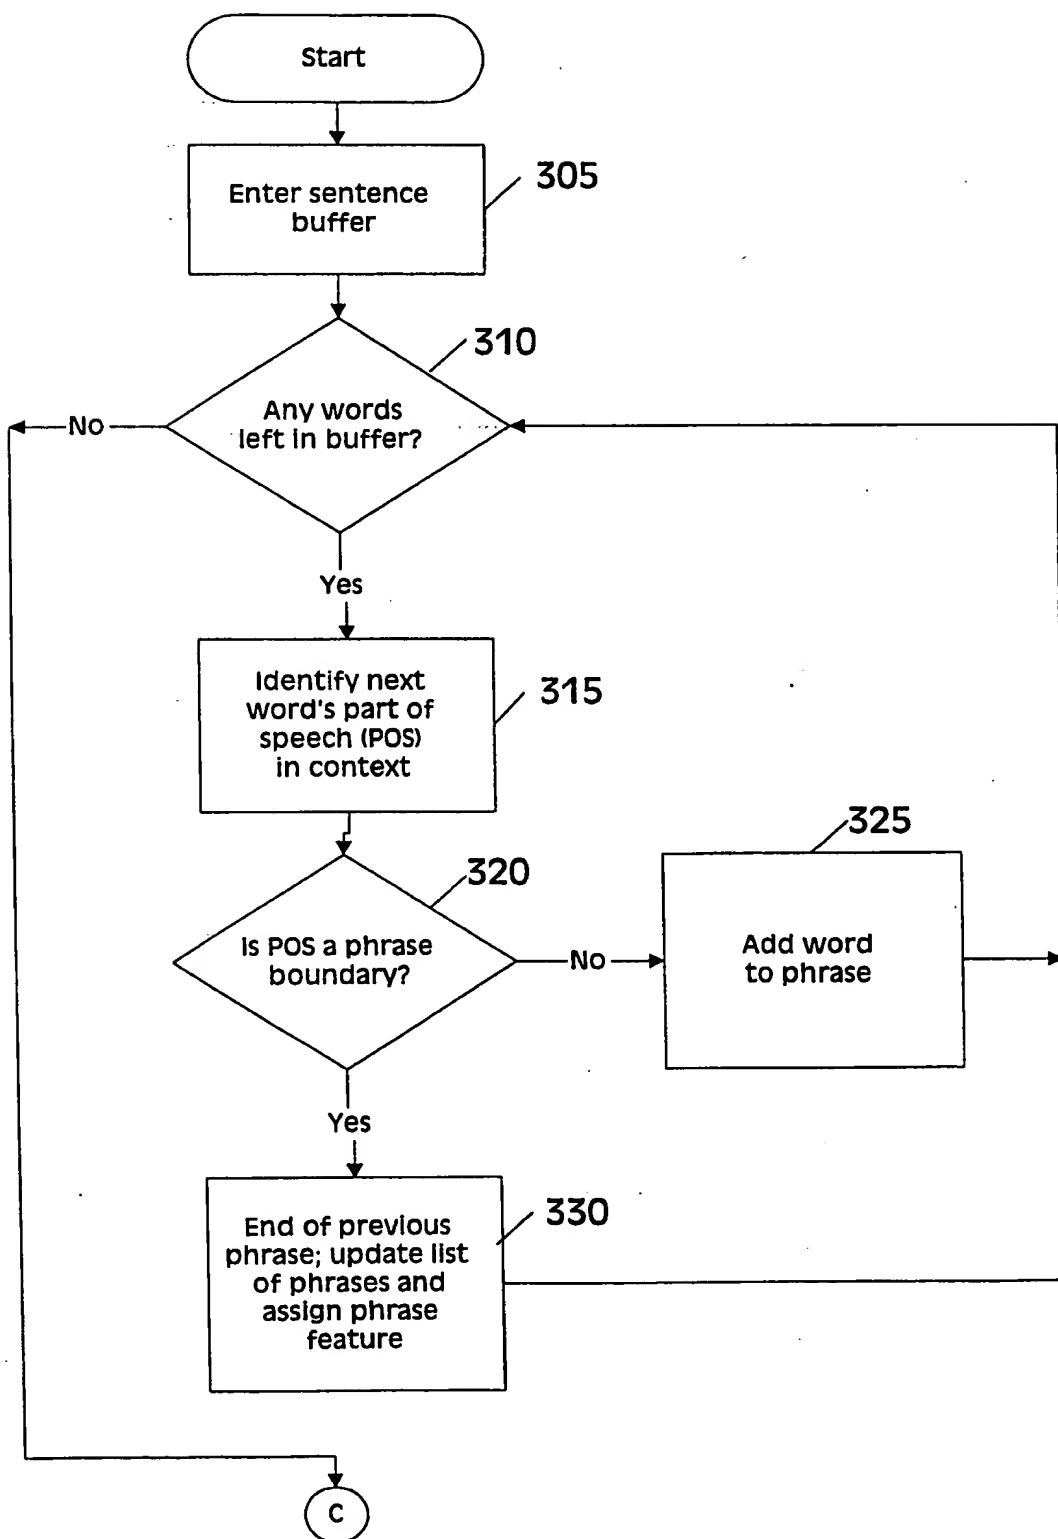 Start
305
Enter sentence
buffer
310
Any words
left in buffer?
No
Yes
315
Identify next
word's part of
speech (POS)
in context
320
325
Is POS a phrase
boundary?
No
Add word
to phrase
Yes
330
End of previous
phrase; update list
of phrases and
assign phrase
feature
C